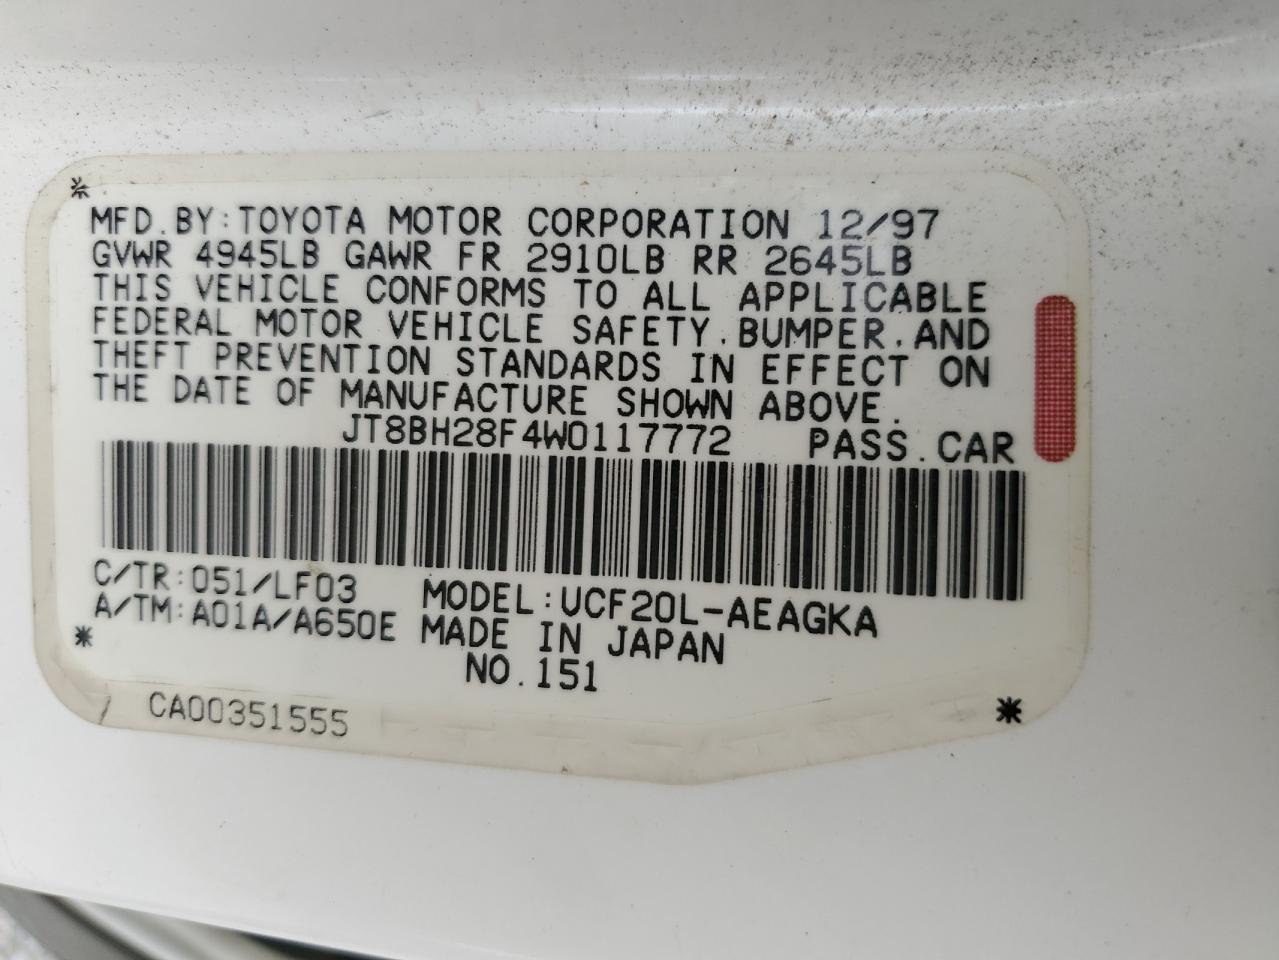 MFD.BY:TOYOTA MOTOR CORPORATION 12/97
GVWR 4945LB GAWR FR 2910LB RR 2645LB
THIS VEHICLE CONFORMS TO ALL APPLICABLE
FEDERAL MOTOR VEHICLE SAFETY.BUMPER.AND
THEFT PREVENTION STANDARDS IN EFFECT ON
THE DATE OF MANUFACTURE SHOWN ABOVE.
JT8BH28F4W0117772 PASS.CAR
C/TR:051/LF03 MODEL:UCF20L-AEAGKA
A/TM:A01A/A650E MADE IN JAPAN
NO.151
CA00351555